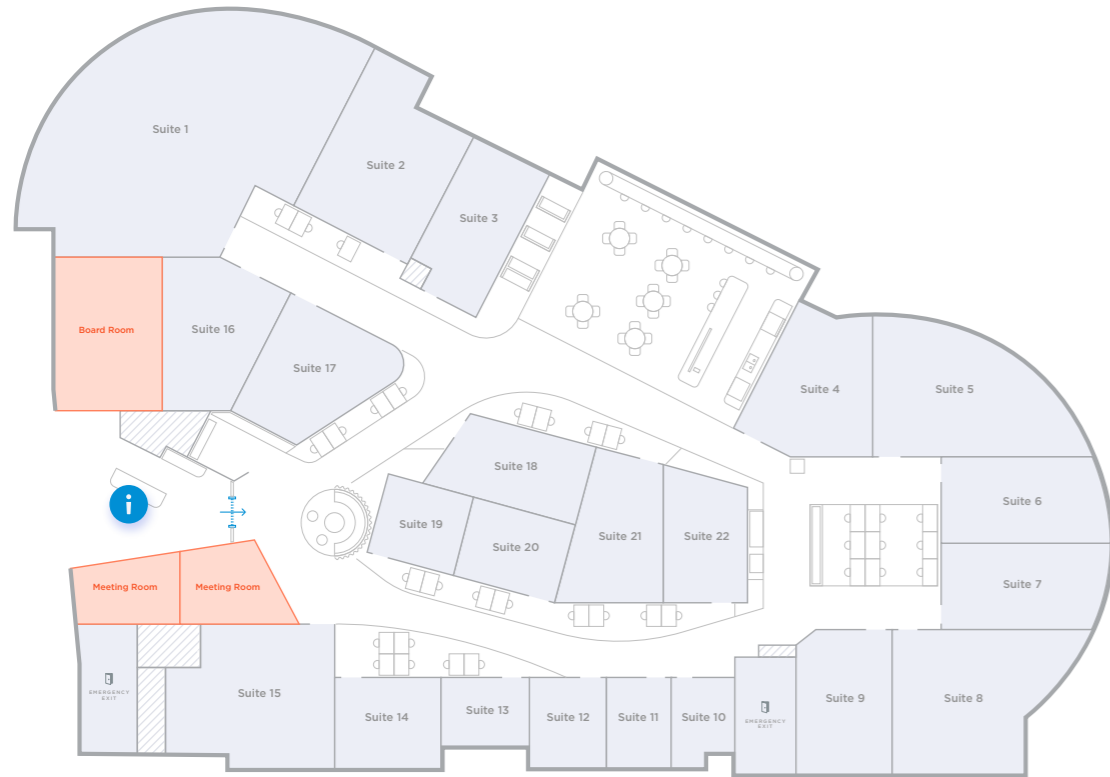 Suite 1
Suite 2
Suite 3
Board Room
Suite 16
Suite 17
Suite 4
Suite 5
Suite 18
Suite 19
Suite 20
Suite 21
Suite 22
Suite 6
Suite 7
i
Meeting Room
Meeting Room
EMERGENCY
EXIT
Suite 15
Suite 14
Suite 13
Suite 12
Suite 11
Suite 10
EMERGENCY
EXIT
Suite 9
Suite 8